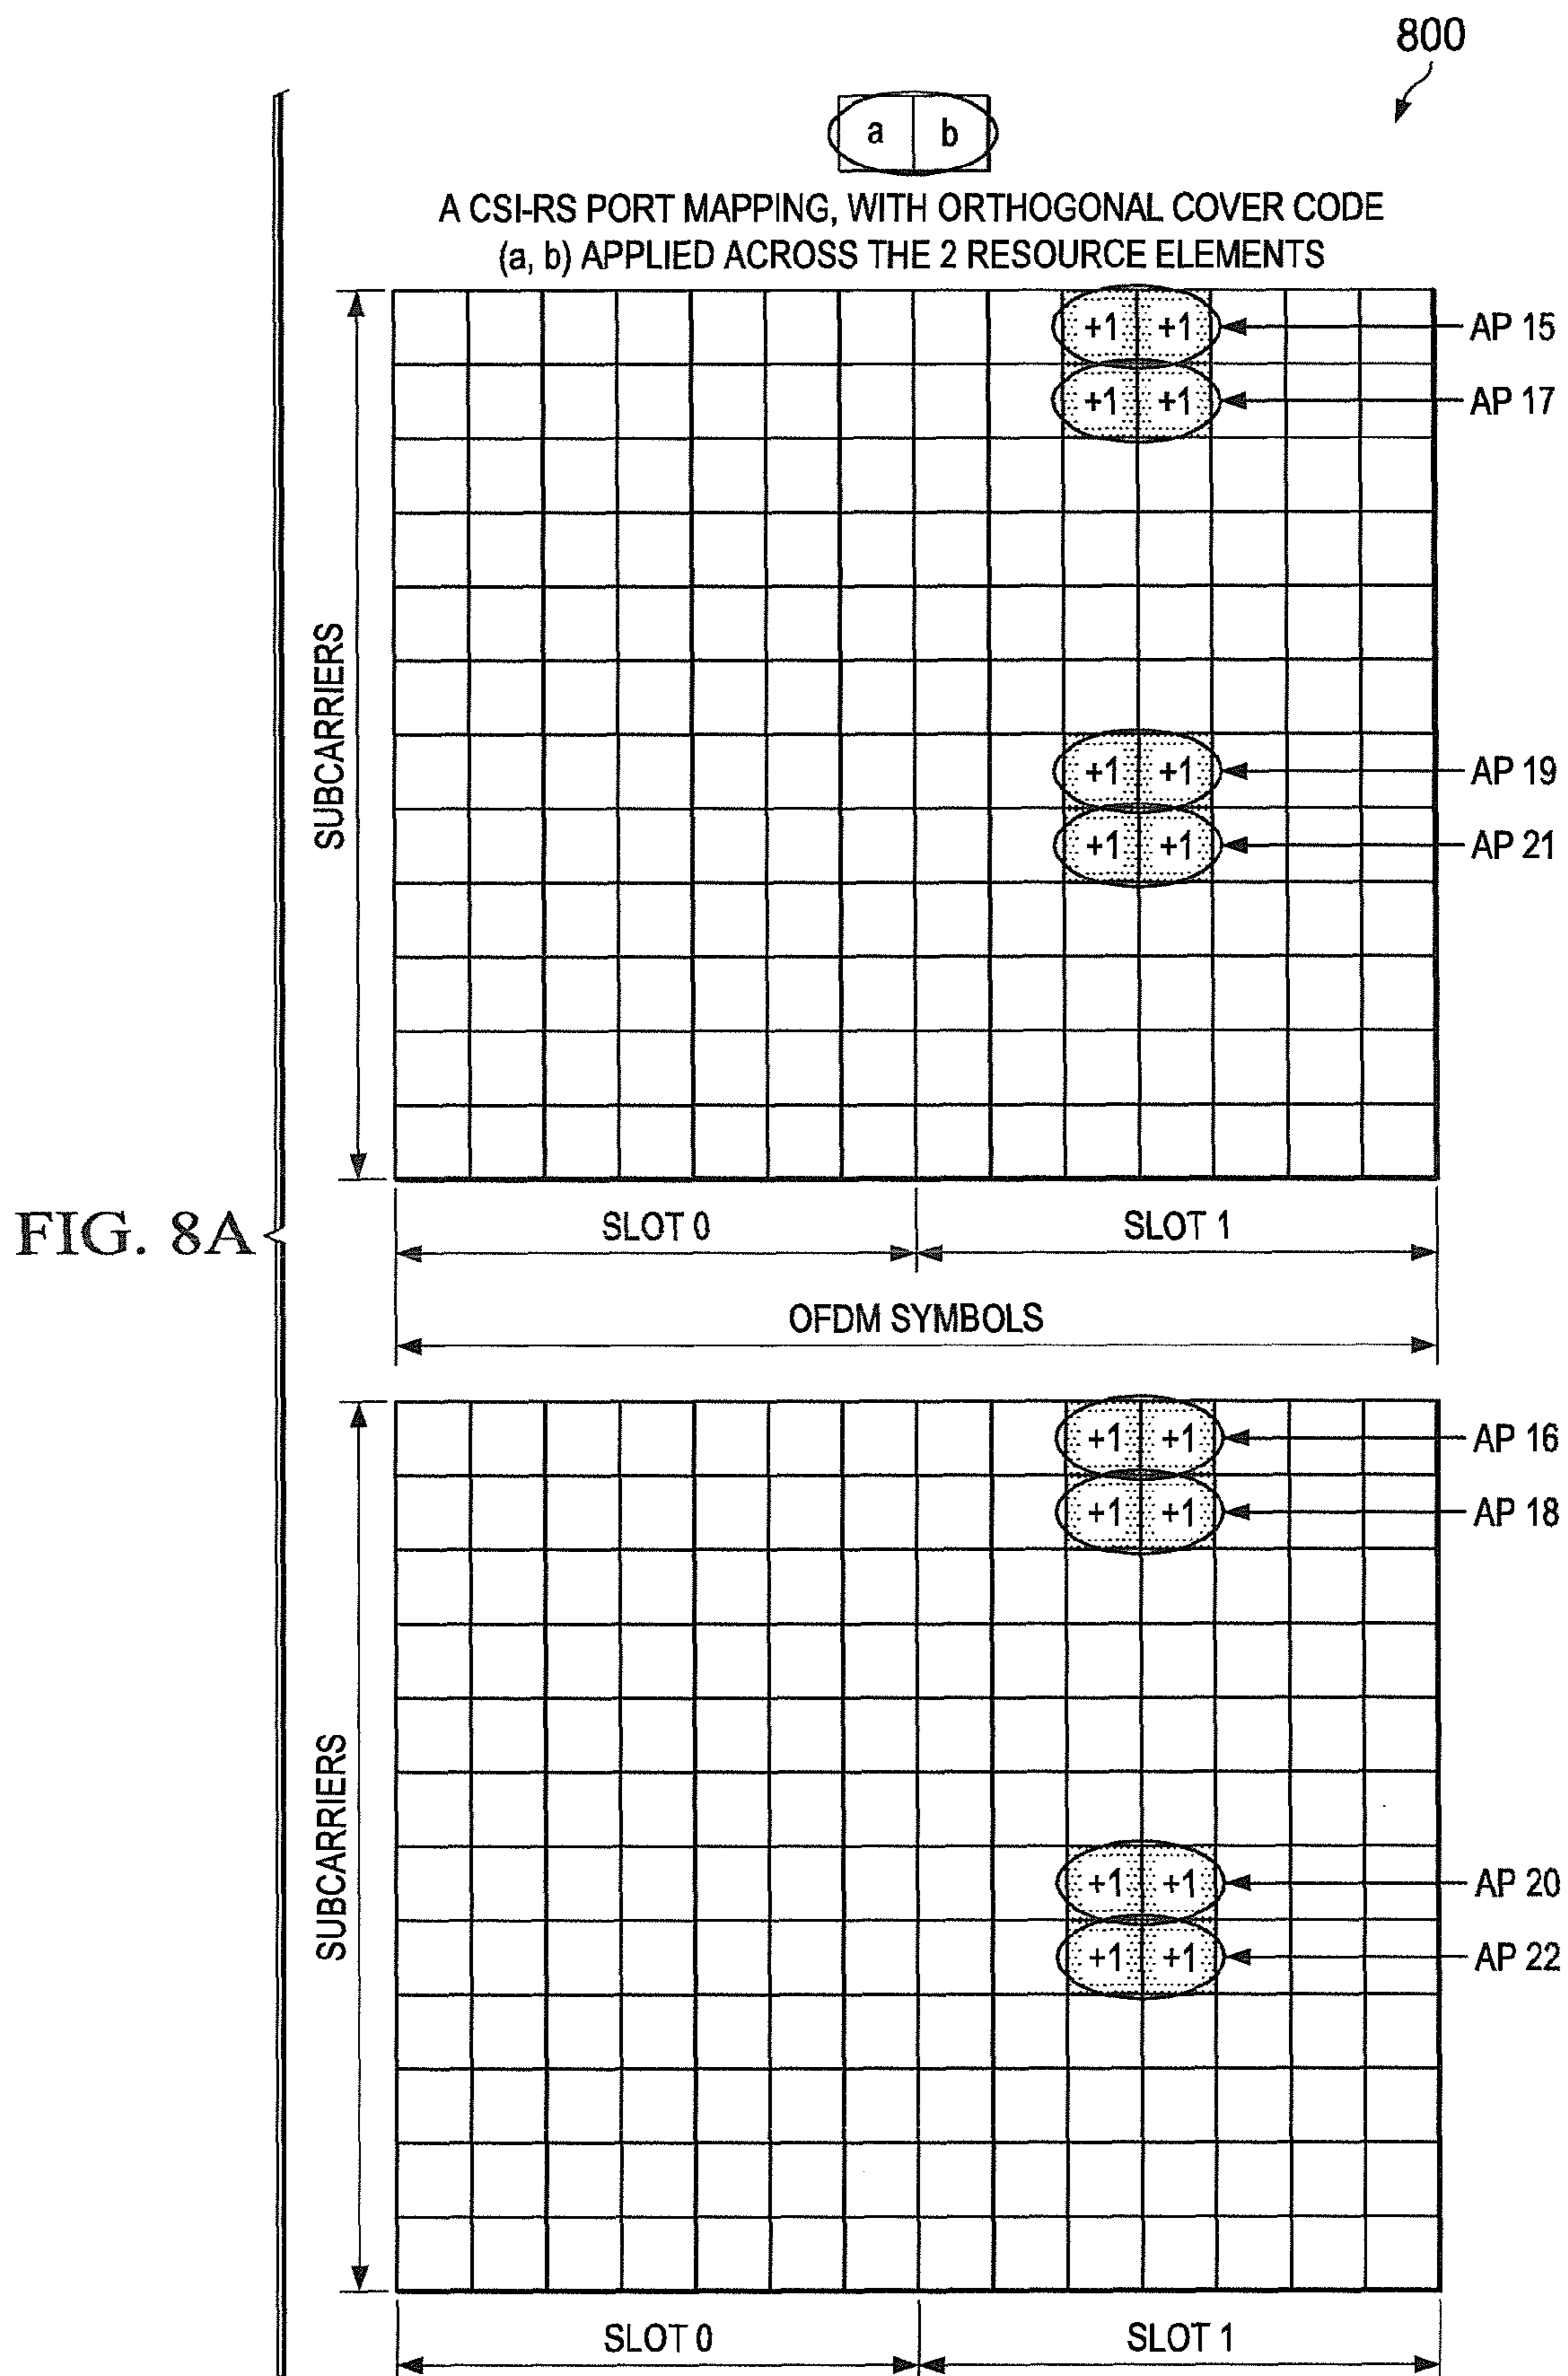 800
a b
A CSI-RS PORT MAPPING, WITH ORTHOGONAL COVER CODE
(a, b) APPLIED ACROSS THE 2 RESOURCE ELEMENTS
+1 +1 AP 15
+1 +1 AP 17
SUBCARRIERS
+1 +1 AP 19
+1 +1 AP 21
FIG. 8A
SLOT 0 SLOT 1
OFDM SYMBOLS
+1 +1 AP 16
+1 +1 AP 18
SUBCARRIERS
+1 +1 AP 20
+1 +1 AP 22
SLOT 0 SLOT 1